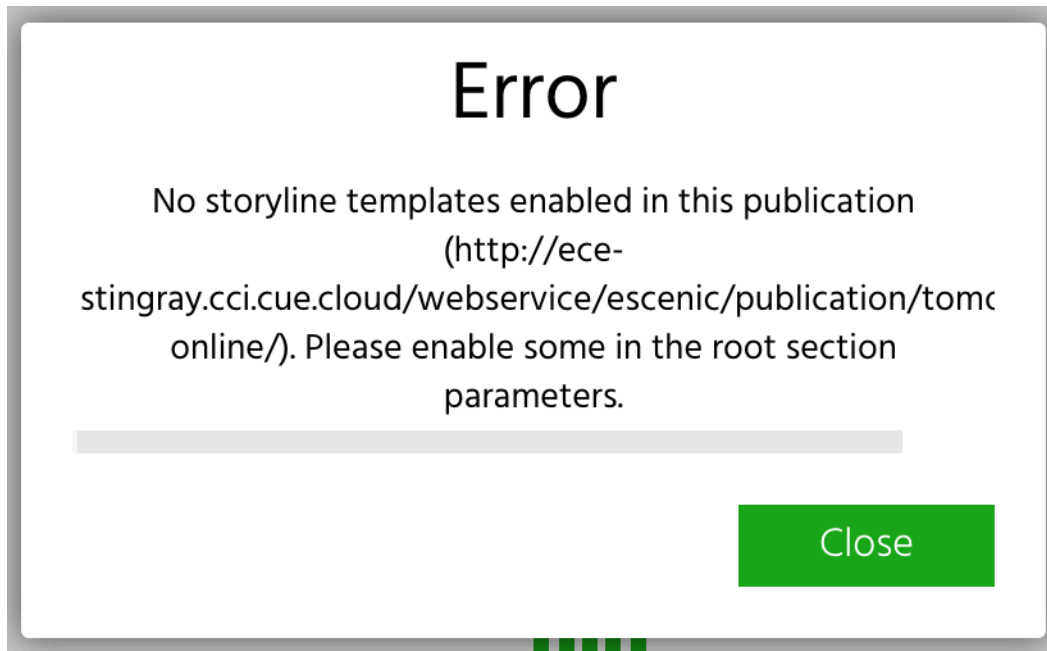 Error
No storyline templates enabled in this publication
(http://ece-
stingray.cci.cue.cloud/webservice/escenic/publication/tomo
online/). Please enable some in the root section
parameters.
Close